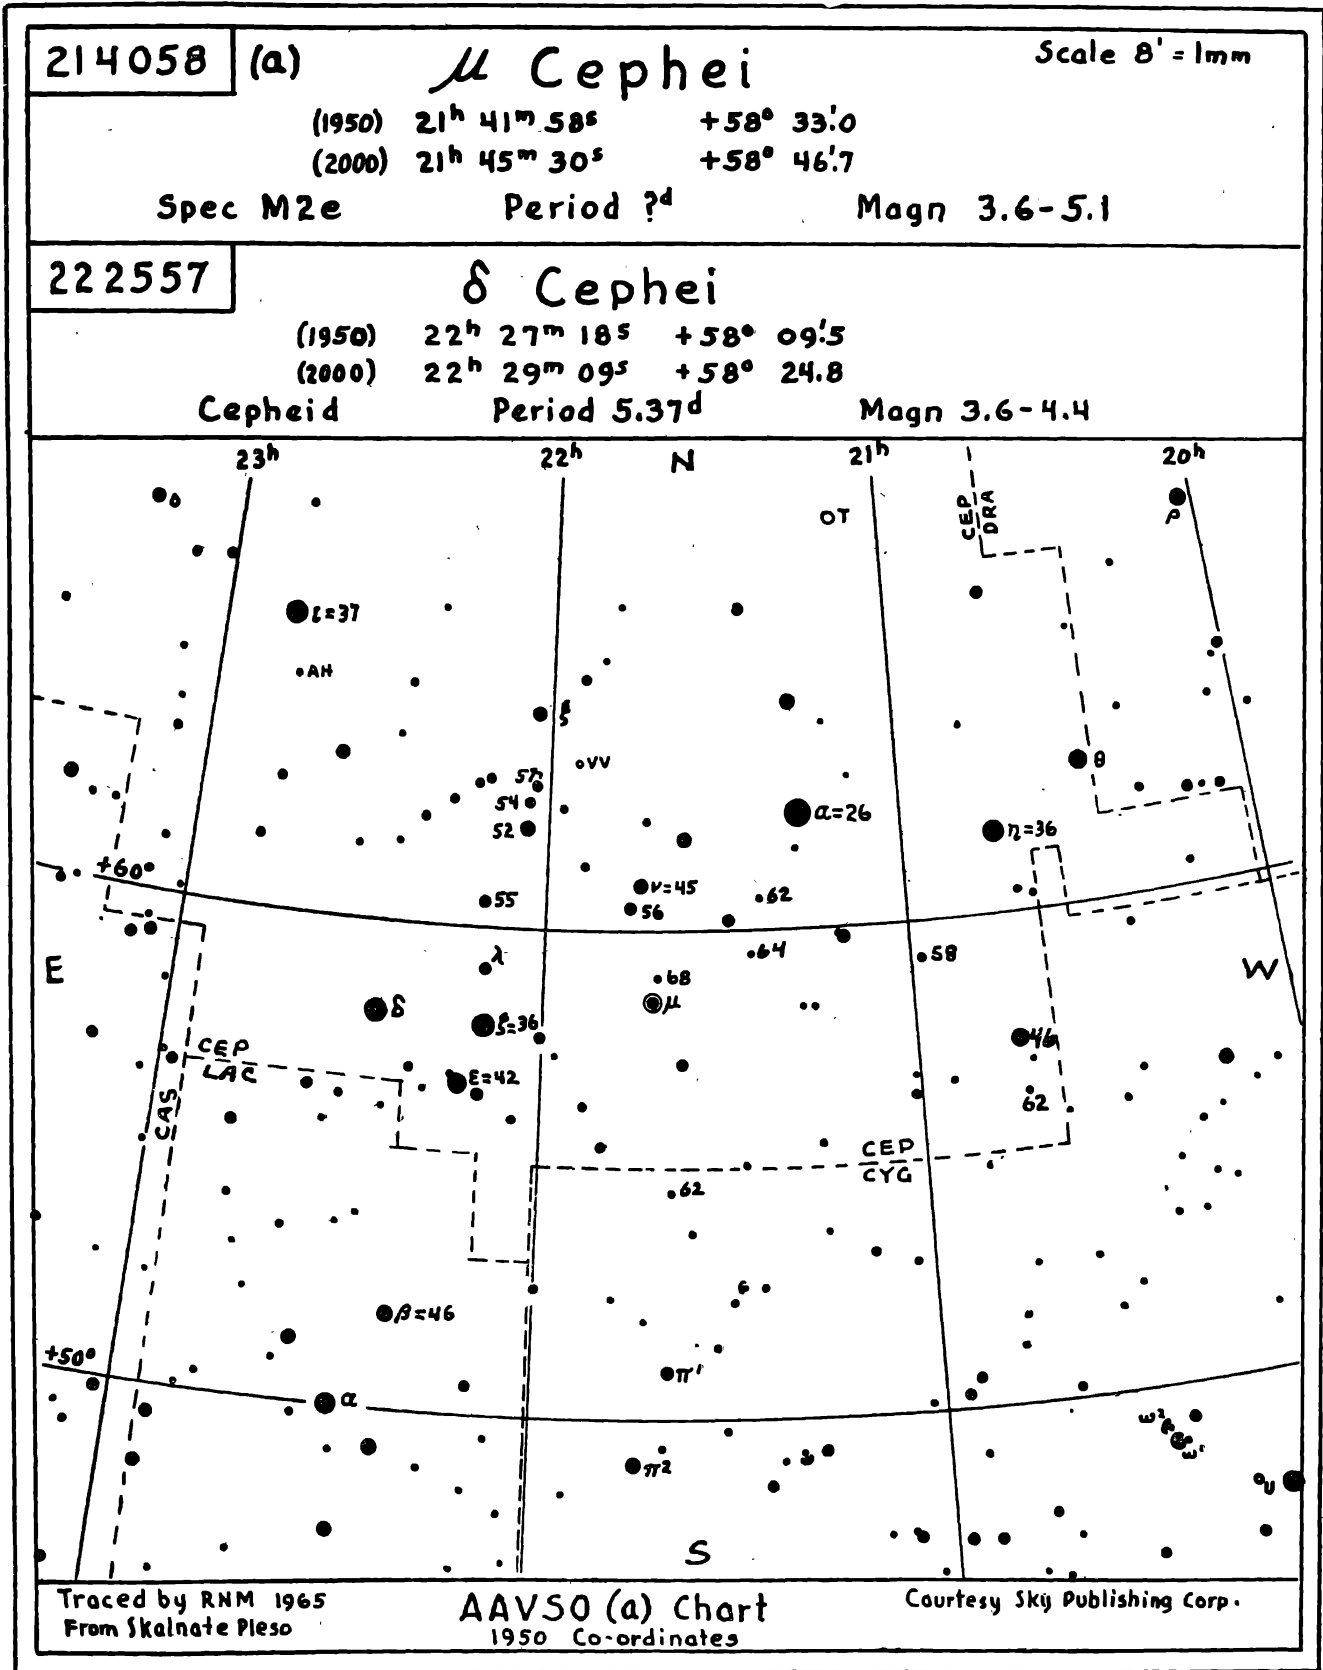 214058 (a) μ Cephei Scale 8' = 1mm
(1950) 21h 41m 58s +58° 33.'0
(2000) 21h 45m 30s +58° 46.'7
Spec M2e Period ?d Magn 3.6-5.1
222557 δ Cephei
(1950) 22h 27m 18s +58° 09.'5
(2000) 22h 29m 09s +58° 24.8
Cepheid Period 5.37d Magn 3.6-4.4
23h 22h N 21h 20h
ο
T
CEP
DRA
ρ
ι=37
AH
ξ
VV
θ
57
54
α=26
52
η=36
+60°
ν=45
62
55
56
λ
64
58
E
W
68
δ
μ
ζ=36
46
CEP
LAC
ε=42
CAS
62
CEP
CYG
62
β=46
+50°
π'
α
ω2
ω'
π2
υ
S
Traced by RNM 1965
From Skalnate Pleso
AAVSO (a) Chart
1950 Co-ordinates
Courtesy Sky Publishing Corp.